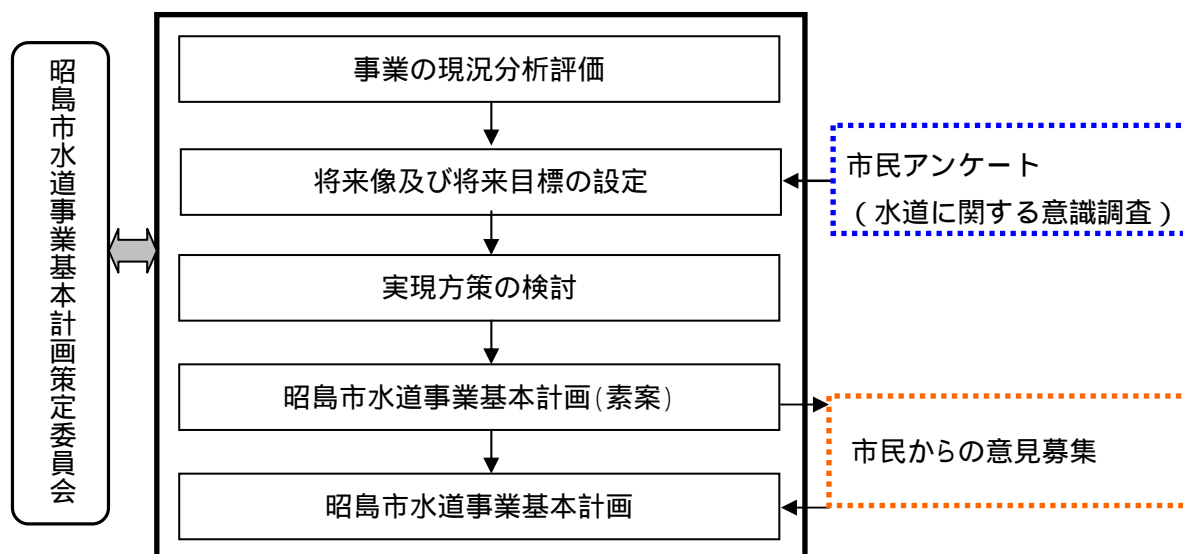 昭島市水道事業基本計画策定委員会
事業の現況分析評価
将来像及び将来目標の設定
市民アンケート
(水道に関する意識調査)
実現方策の検討
昭島市水道事業基本計画(素案)
市民からの意見募集
昭島市水道事業基本計画